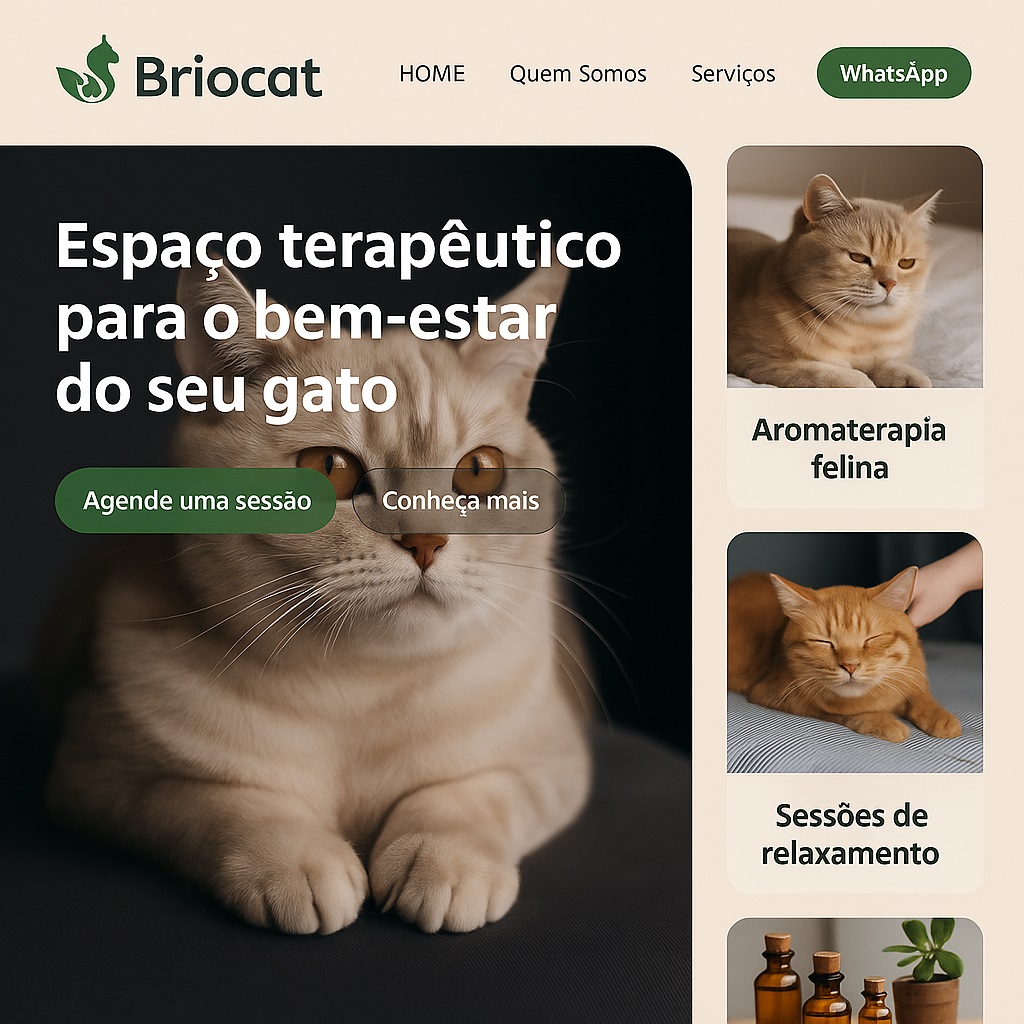 Briocat
HOME
Quem Somos
Serviços
WhatsApp
Espaço terapêutico
para o bem-estar
do seu gato
Agende uma sessão
Conheça mais
Aromaterapia
felina
Sessões de
relaxamento